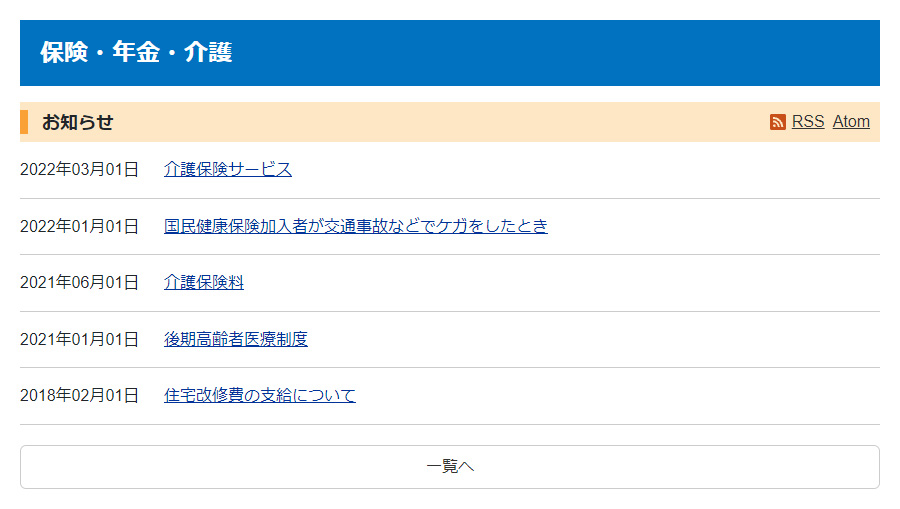 保険・年金・介護
お知らせ RSS Atom
2022年03月01日 介護保険サービス
2022年01月01日 国民健康保険加入者が交通事故などでケガをしたとき
2021年06月01日 介護保険料
2021年01月01日 後期高齢者医療制度
2018年02月01日 住宅改修費の支給について
一覧へ